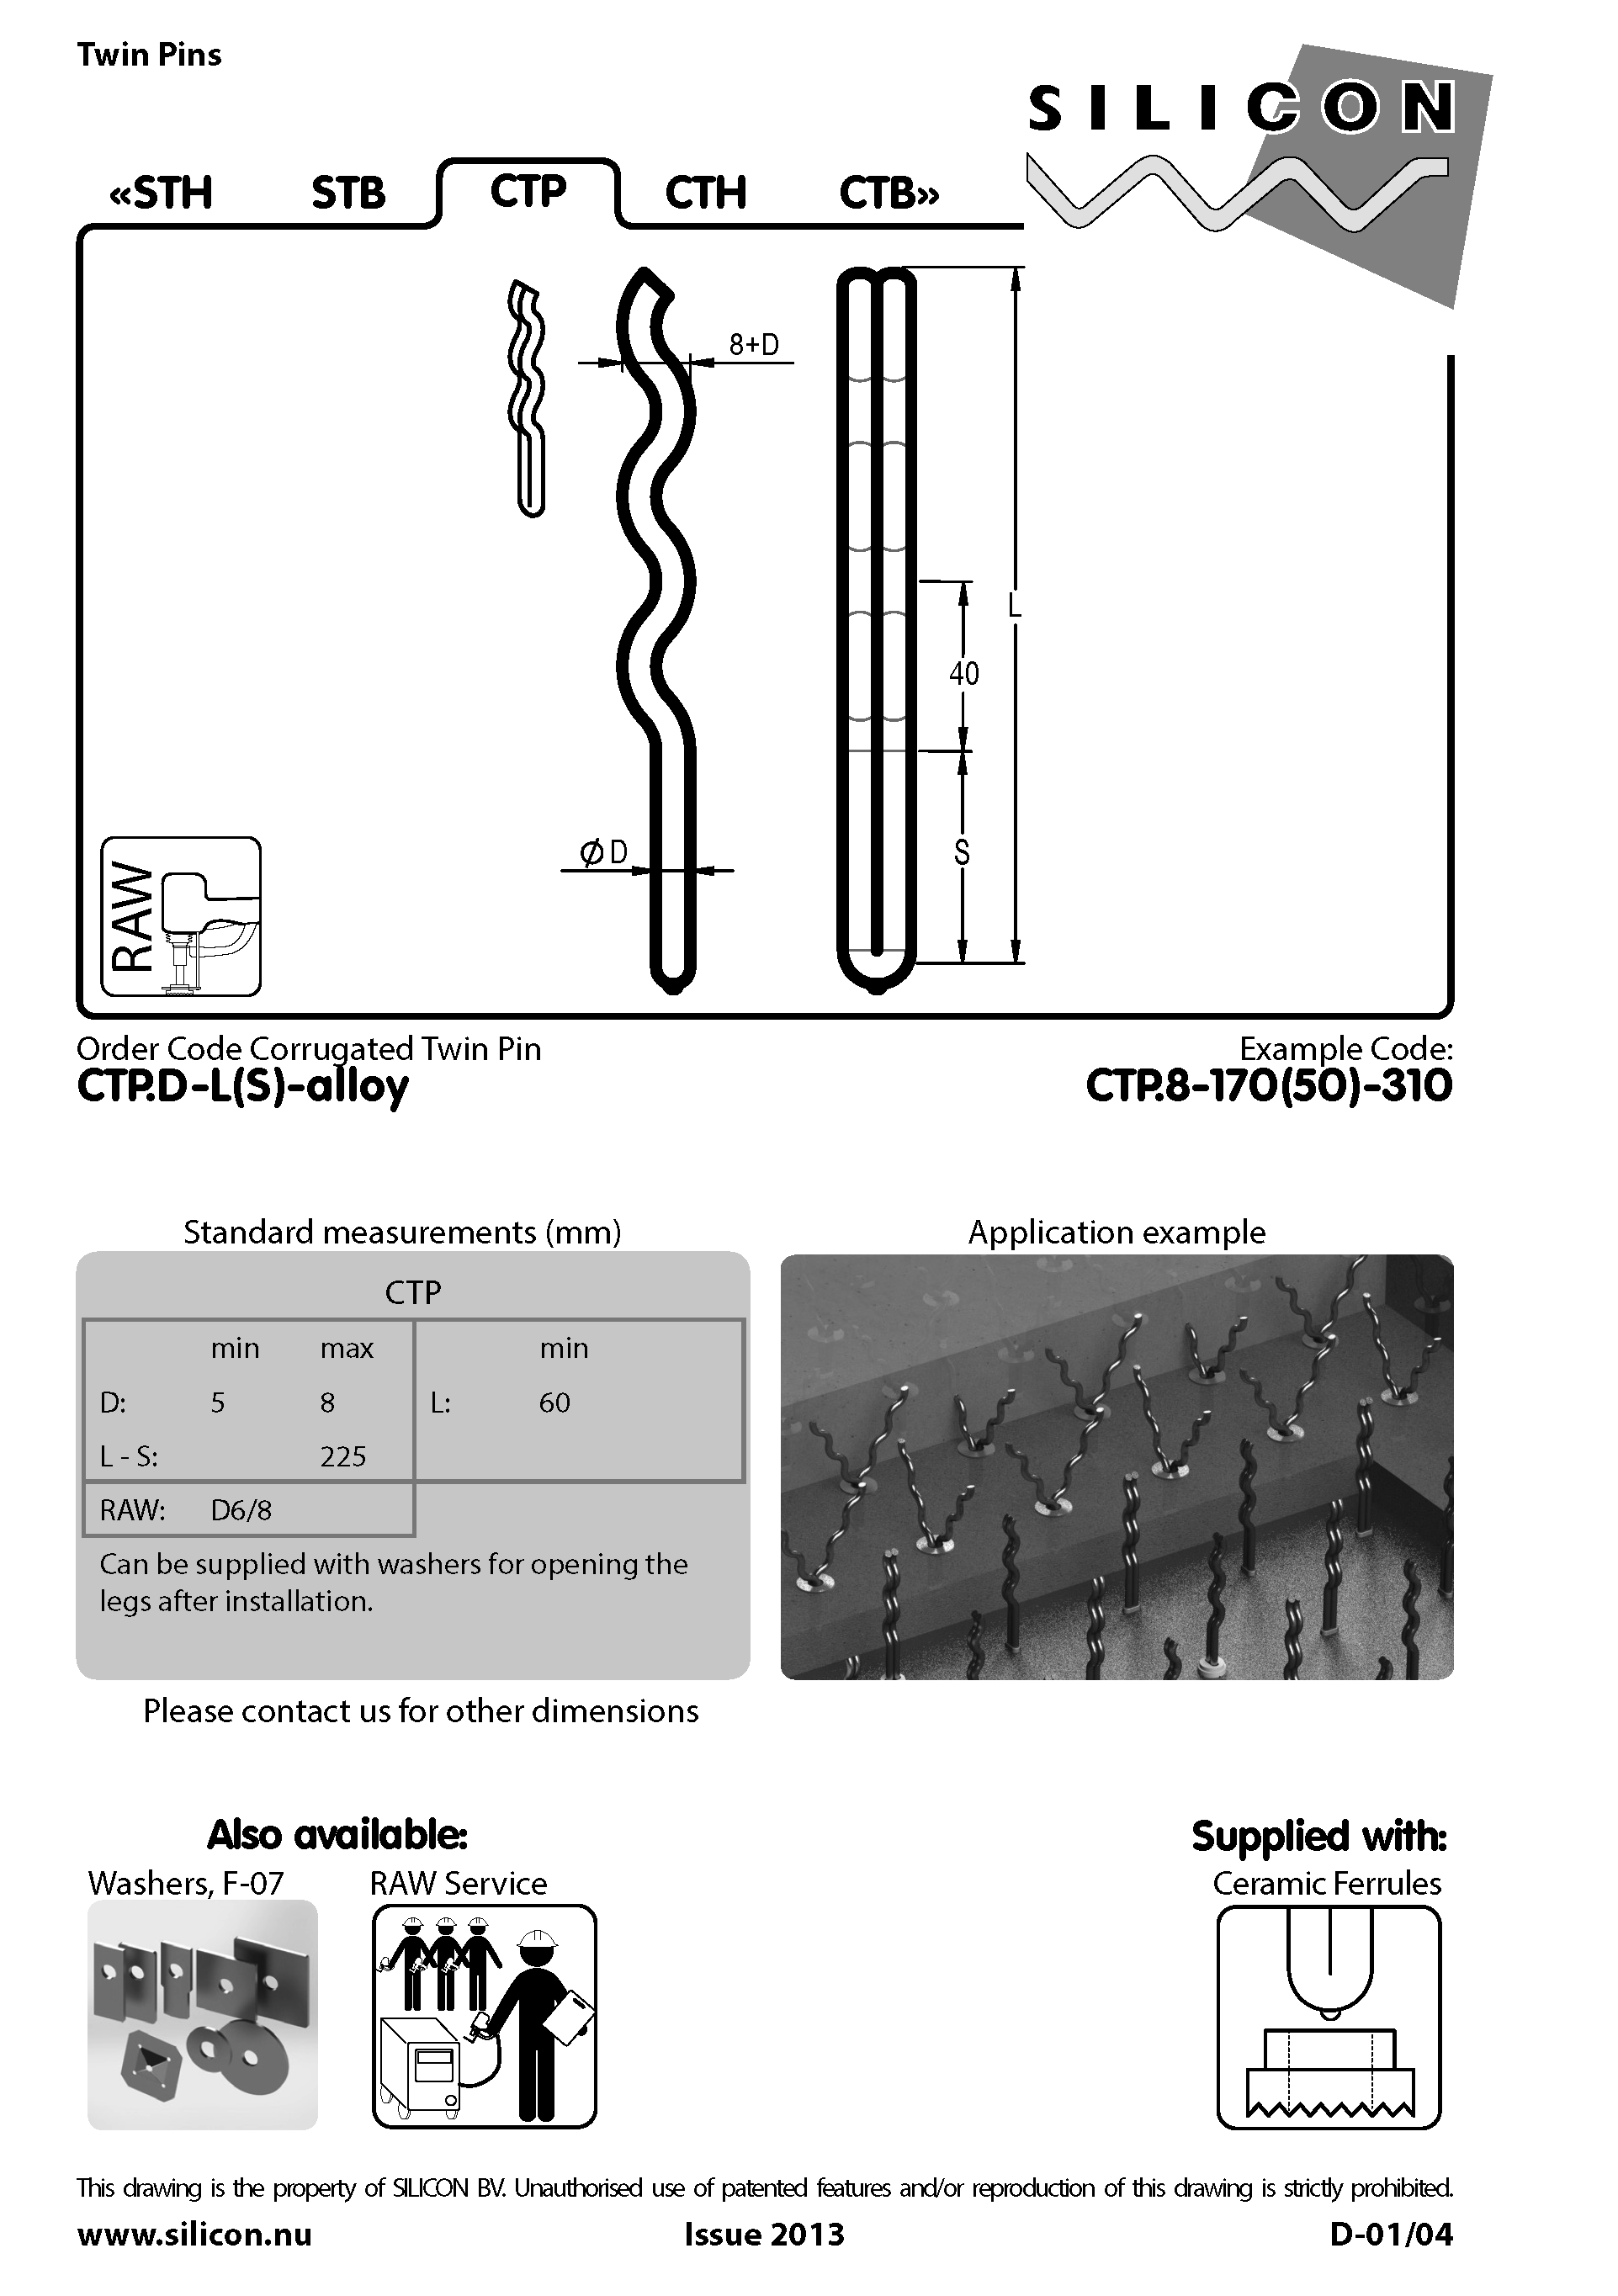 Twin Pins
SILICON
«STH STB CTP CTH CTB»
8+D
L
40
S
ØD
RAW
Order Code Corrugated Twin Pin
CTP.D-L(S)-alloy
Example Code:
CTP.8-170(50)-310
Standard measurements (mm)
CTP
min max min
D: 5 8 L: 60
L - S: 225
RAW: D6/8
Can be supplied with washers for opening the
legs after installation.
Please contact us for other dimensions
Application example
Also available:
Washers, F-07
RAW Service
Supplied with:
Ceramic Ferrules
This drawing is the property of SILICON BV. Unauthorised use of patented features and/or reproduction of this drawing is strictly prohibited.
www.silicon.nu Issue 2013 D-01/04